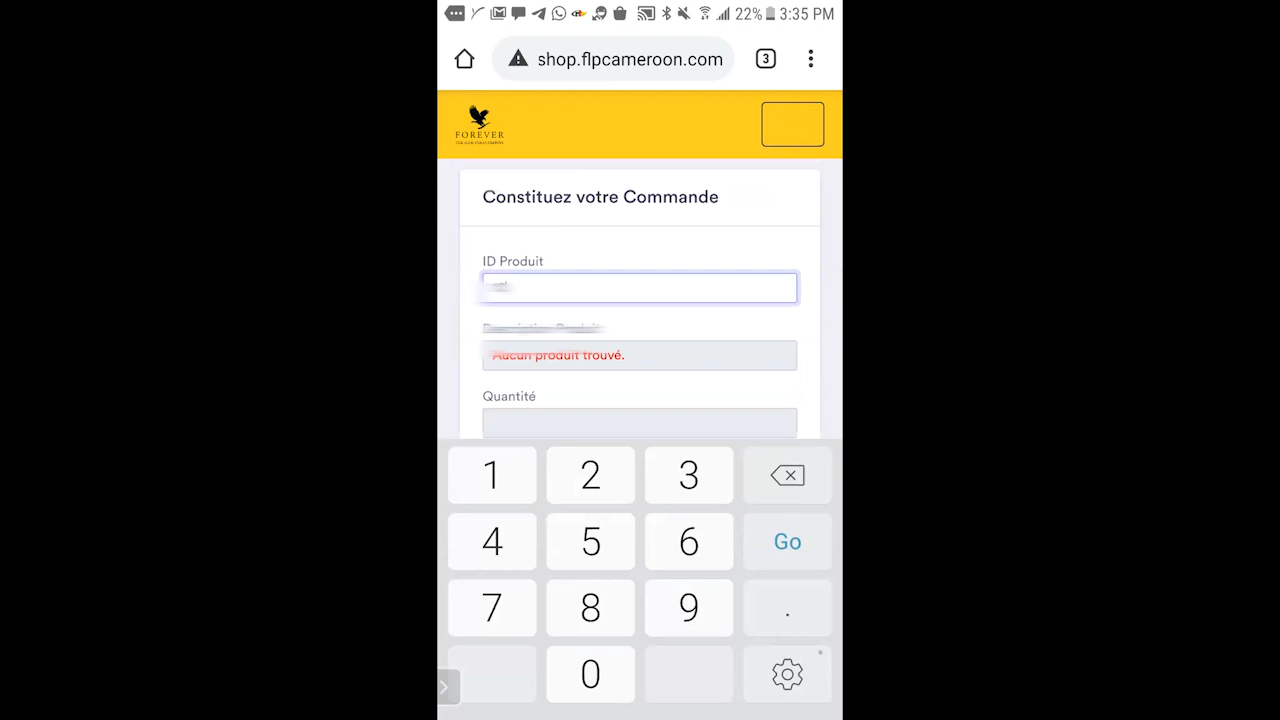 22% 3:35 PM
shop.flpcameroon.com
3
FOREVER
Constituez votre Commande
ID Produit
Aucun produit trouvé.
Quantité
1 2 3
4 5 6 Go
7 8 9 .
0